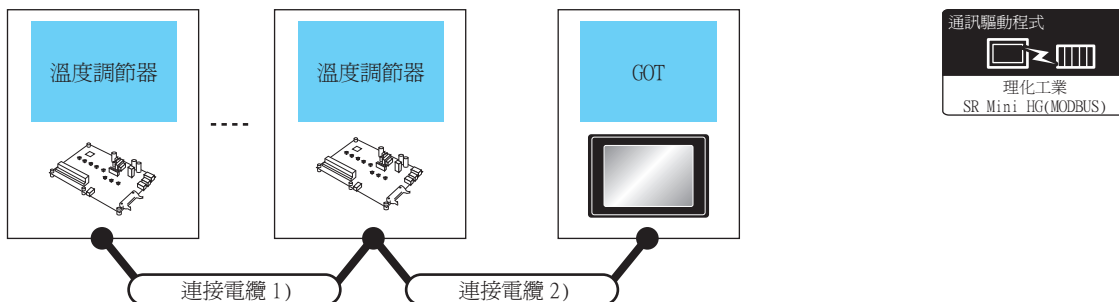 溫度調節器
溫度調節器
GOT
連接電纜 1)
連接電纜 2)
通訊驅動程式
理化工業
SR Mini HG(MODBUS)